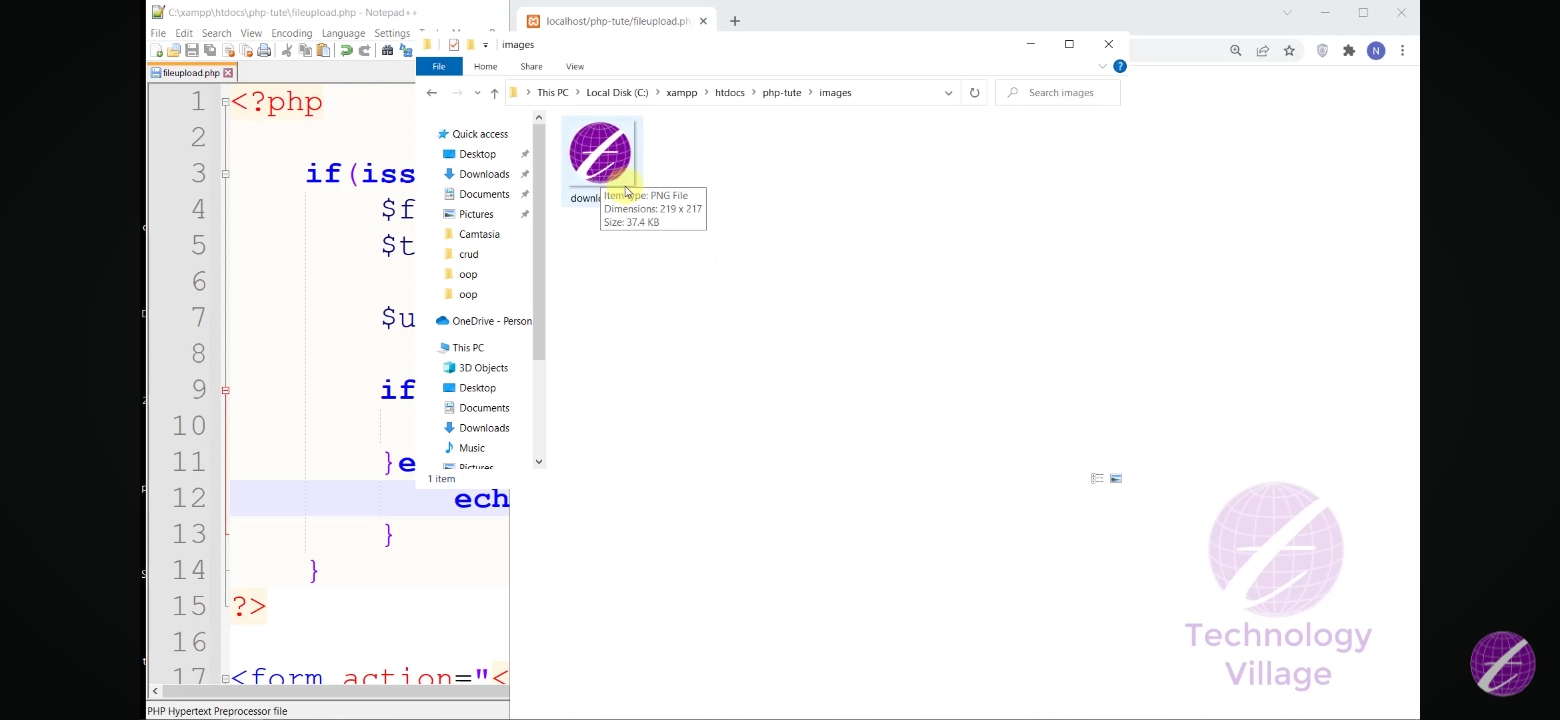 C:\xampp\htdocs\php-tute\fileupload.php - Notepad++
File Edit Search View Encoding Language Settings
fileupload.php
1 <?php
2
3 if(iss
4 $f
5 $t
6
7 $u
8
9 if
10
11 }e
12 ech
13 }
14 }
15 ?>
16
17 <form action="<
PHP Hypertext Preprocessor file
localhost/php-tute/fileupload.ph
N
images
File Home Share View
This PC > Local Disk (C:) > xampp > htdocs > php-tute > images
Search images
Quick access
Desktop
Downloads
Documents
Pictures
Camtasia
crud
oop
oop
OneDrive - Person
This PC
3D Objects
Desktop
Documents
Downloads
Music
Pictures
1 item
downlo
Item type: PNG File
Dimensions: 219 x 217
Size: 37.4 KB
Technology
Village